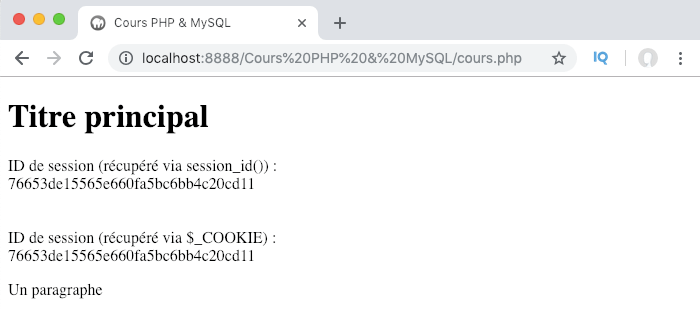 Cours PHP & MySQL
localhost:8888/Cours%20PHP%20&%20MySQL/cours.php
IQ
Titre principal
ID de session (récupéré via session_id()) :
76653de15565e660fa5bc6bb4c20cd11
ID de session (récupéré via $_COOKIE) :
76653de15565e660fa5bc6bb4c20cd11
Un paragraphe